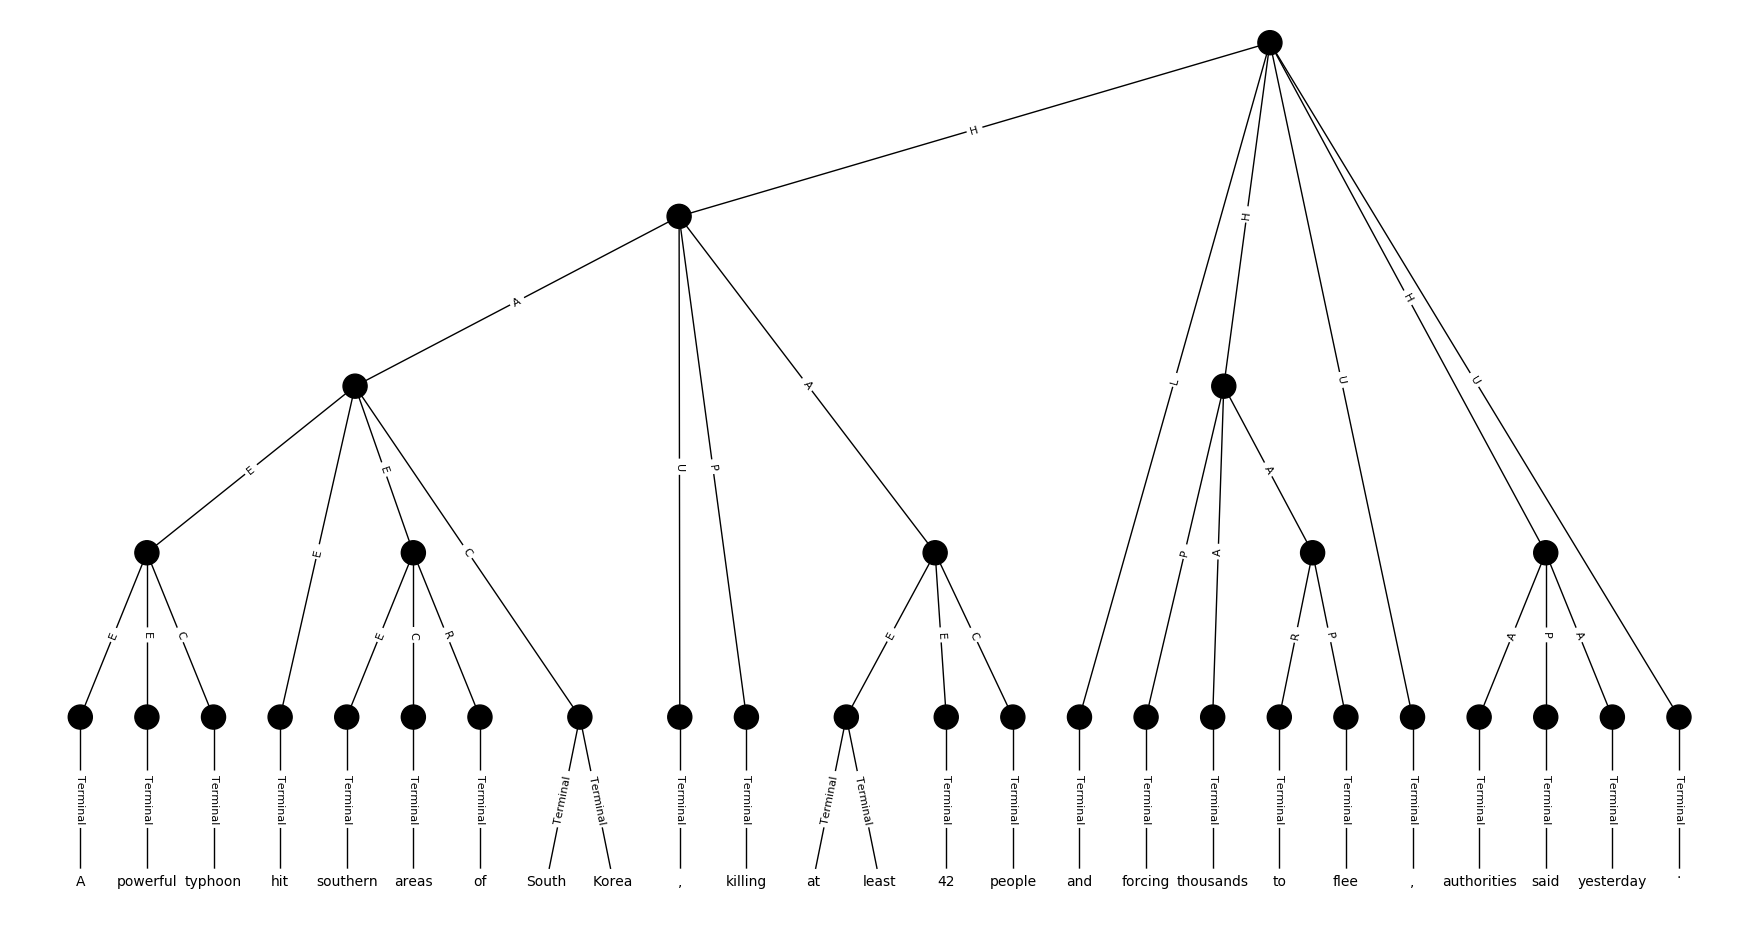 H
H
A
H
L
U
U
A
E
E
U
P
A
E
C
P
A
E
E
C
E
C
R
E
E
C
R
P
A
P
A
Terminal Terminal Terminal Terminal Terminal Terminal Terminal Terminal Terminal Terminal Terminal Terminal Terminal Terminal Terminal Terminal Terminal Terminal Terminal Terminal Terminal Terminal Terminal Terminal Terminal
A powerful typhoon hit southern areas of South Korea , killing at least 42 people and forcing thousands to flee , authorities said yesterday .